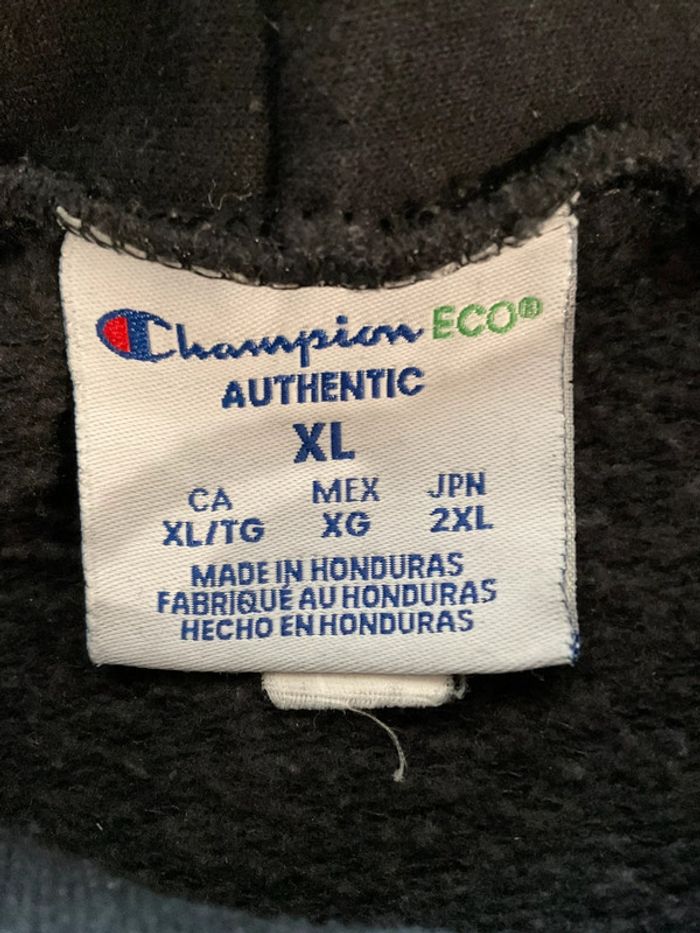 Champion ECO®
AUTHENTIC
XL
CA MEX JPN
XL/TG XG 2XL
MADE IN HONDURAS
FABRIQUÉ AU HONDURAS
HECHO EN HONDURAS